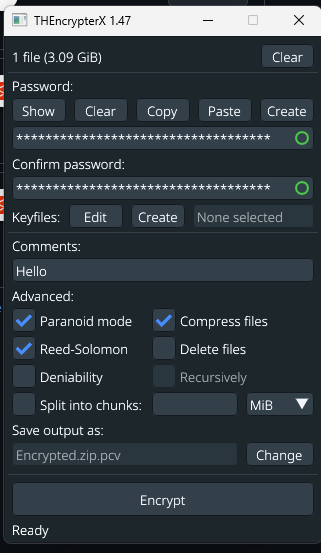 THEncrypterX 1.47
1 file (3.09 GiB) Clear
Password:
Show Clear Copy Paste Create
***********************************
Confirm password:
***********************************
Keyfiles: Edit Create None selected
Comments:
Hello
Advanced:
Paranoid mode Compress files
Reed-Solomon Delete files
Deniability Recursively
Split into chunks: MiB
Save output as:
Encrypted.zip.pcv Change
Encrypt
Ready